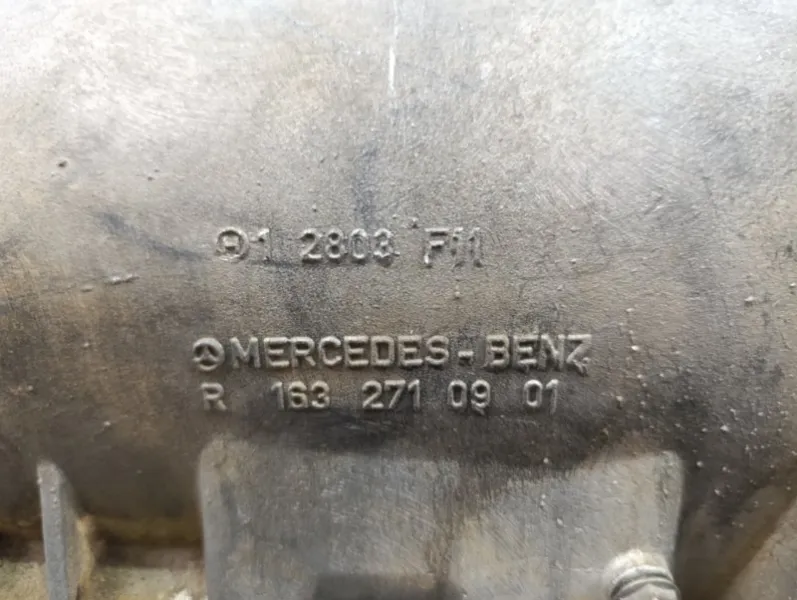 1 2803 F11
MERCEDES-BENZ
R 163 271 09 01